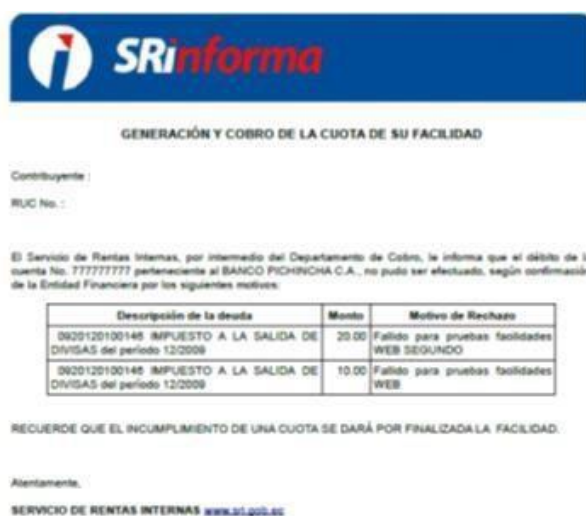 i SRinforma
GENERACIÓN Y COBRO DE LA CUOTA DE SU FACILIDAD
Contribuyente :
RUC No. :
El Servicio de Rentas Internas, por intermedio del Departamento de Cobro, le informa que el débito de l
cuenta No. 777777777 perteneciente al BANCO PICHINCHA C.A., no pudo ser efectuado, según confirmació
de la Entidad Financiera por los siguientes motivos:
Descripción de la deuda Monto Motivo de Rechazo
0920120100146 IMPUESTO A LA SALIDA DE 20.00 Fallido para pruebas facilidades
DIVISAS del período 12/2009 WEB SEGUNDO
0920120100146 IMPUESTO A LA SALIDA DE 10.00 Fallido para pruebas facilidades
DIVISAS del período 12/2009 WEB
RECUERDE QUE EL INCUMPLIMIENTO DE UNA CUOTA SE DARÁ POR FINALIZADA LA FACILIDAD.
Atentamente,
SERVICIO DE RENTAS INTERNAS www.sri.gob.ec